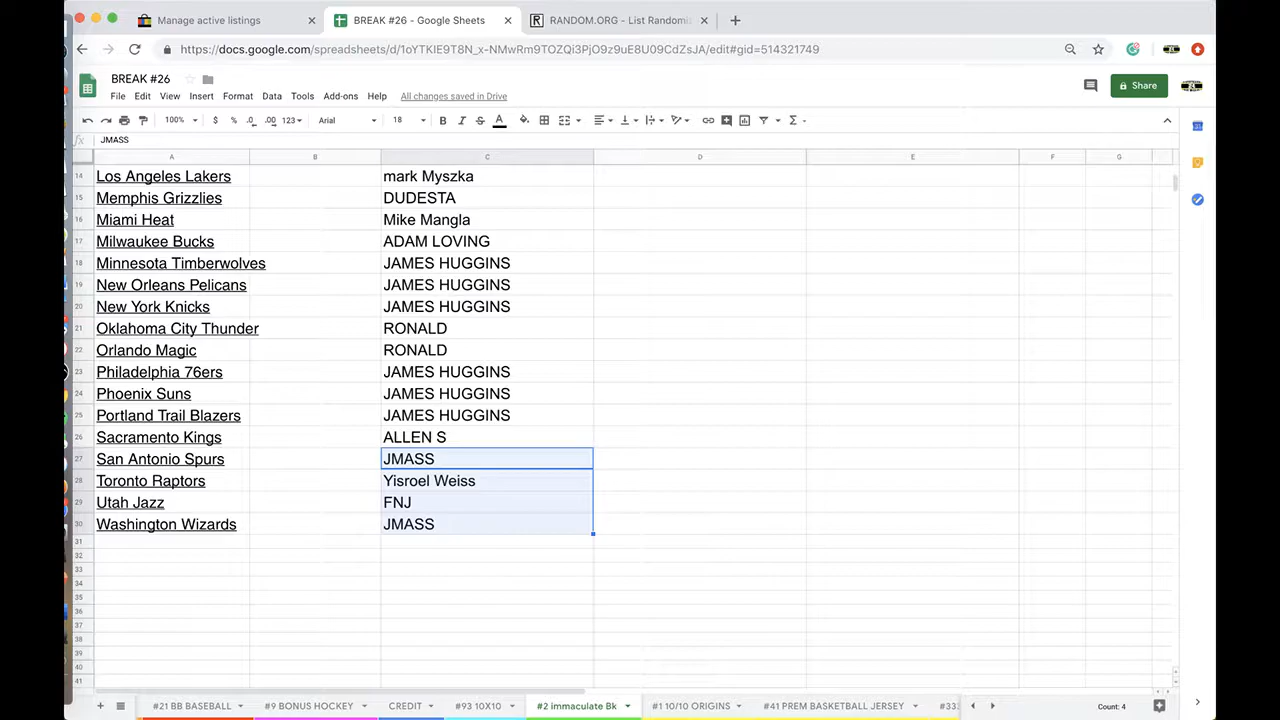 Manage active listings
BREAK #26 - Google Sheets
RANDOM.ORG - List Randomi
https://docs.google.com/spreadsheets/d/1oYTKIE9T8N_x-NMwRm9TOZQi3PjO9z9uE8U09CdZsJA/edit#gid=514321749
BREAK #26
File Edit View Insert Format Data Tools Add-ons Help All changes saved in Drive
Share
100% $ % .0 .00 123 Arial 18 B I S A
fx JMASS
A B C D E F G
14 Los Angeles Lakers mark Myszka
15 Memphis Grizzlies DUDESTA
16 Miami Heat Mike Mangla
17 Milwaukee Bucks ADAM LOVING
18 Minnesota Timberwolves JAMES HUGGINS
19 New Orleans Pelicans JAMES HUGGINS
20 New York Knicks JAMES HUGGINS
21 Oklahoma City Thunder RONALD
22 Orlando Magic RONALD
23 Philadelphia 76ers JAMES HUGGINS
24 Phoenix Suns JAMES HUGGINS
25 Portland Trail Blazers JAMES HUGGINS
26 Sacramento Kings ALLEN S
27 San Antonio Spurs JMASS
28 Toronto Raptors Yisroel Weiss
29 Utah Jazz FNJ
30 Washington Wizards JMASS
31
32
33
34
35
36
37
38
39
40
41
#21 BB BASEBALL #9 BONUS HOCKEY CREDIT #93 10X10 #2 immaculate Bk #1 10/10 ORIGINS #41 PREM BASKETBALL JERSEY #33 Count: 4